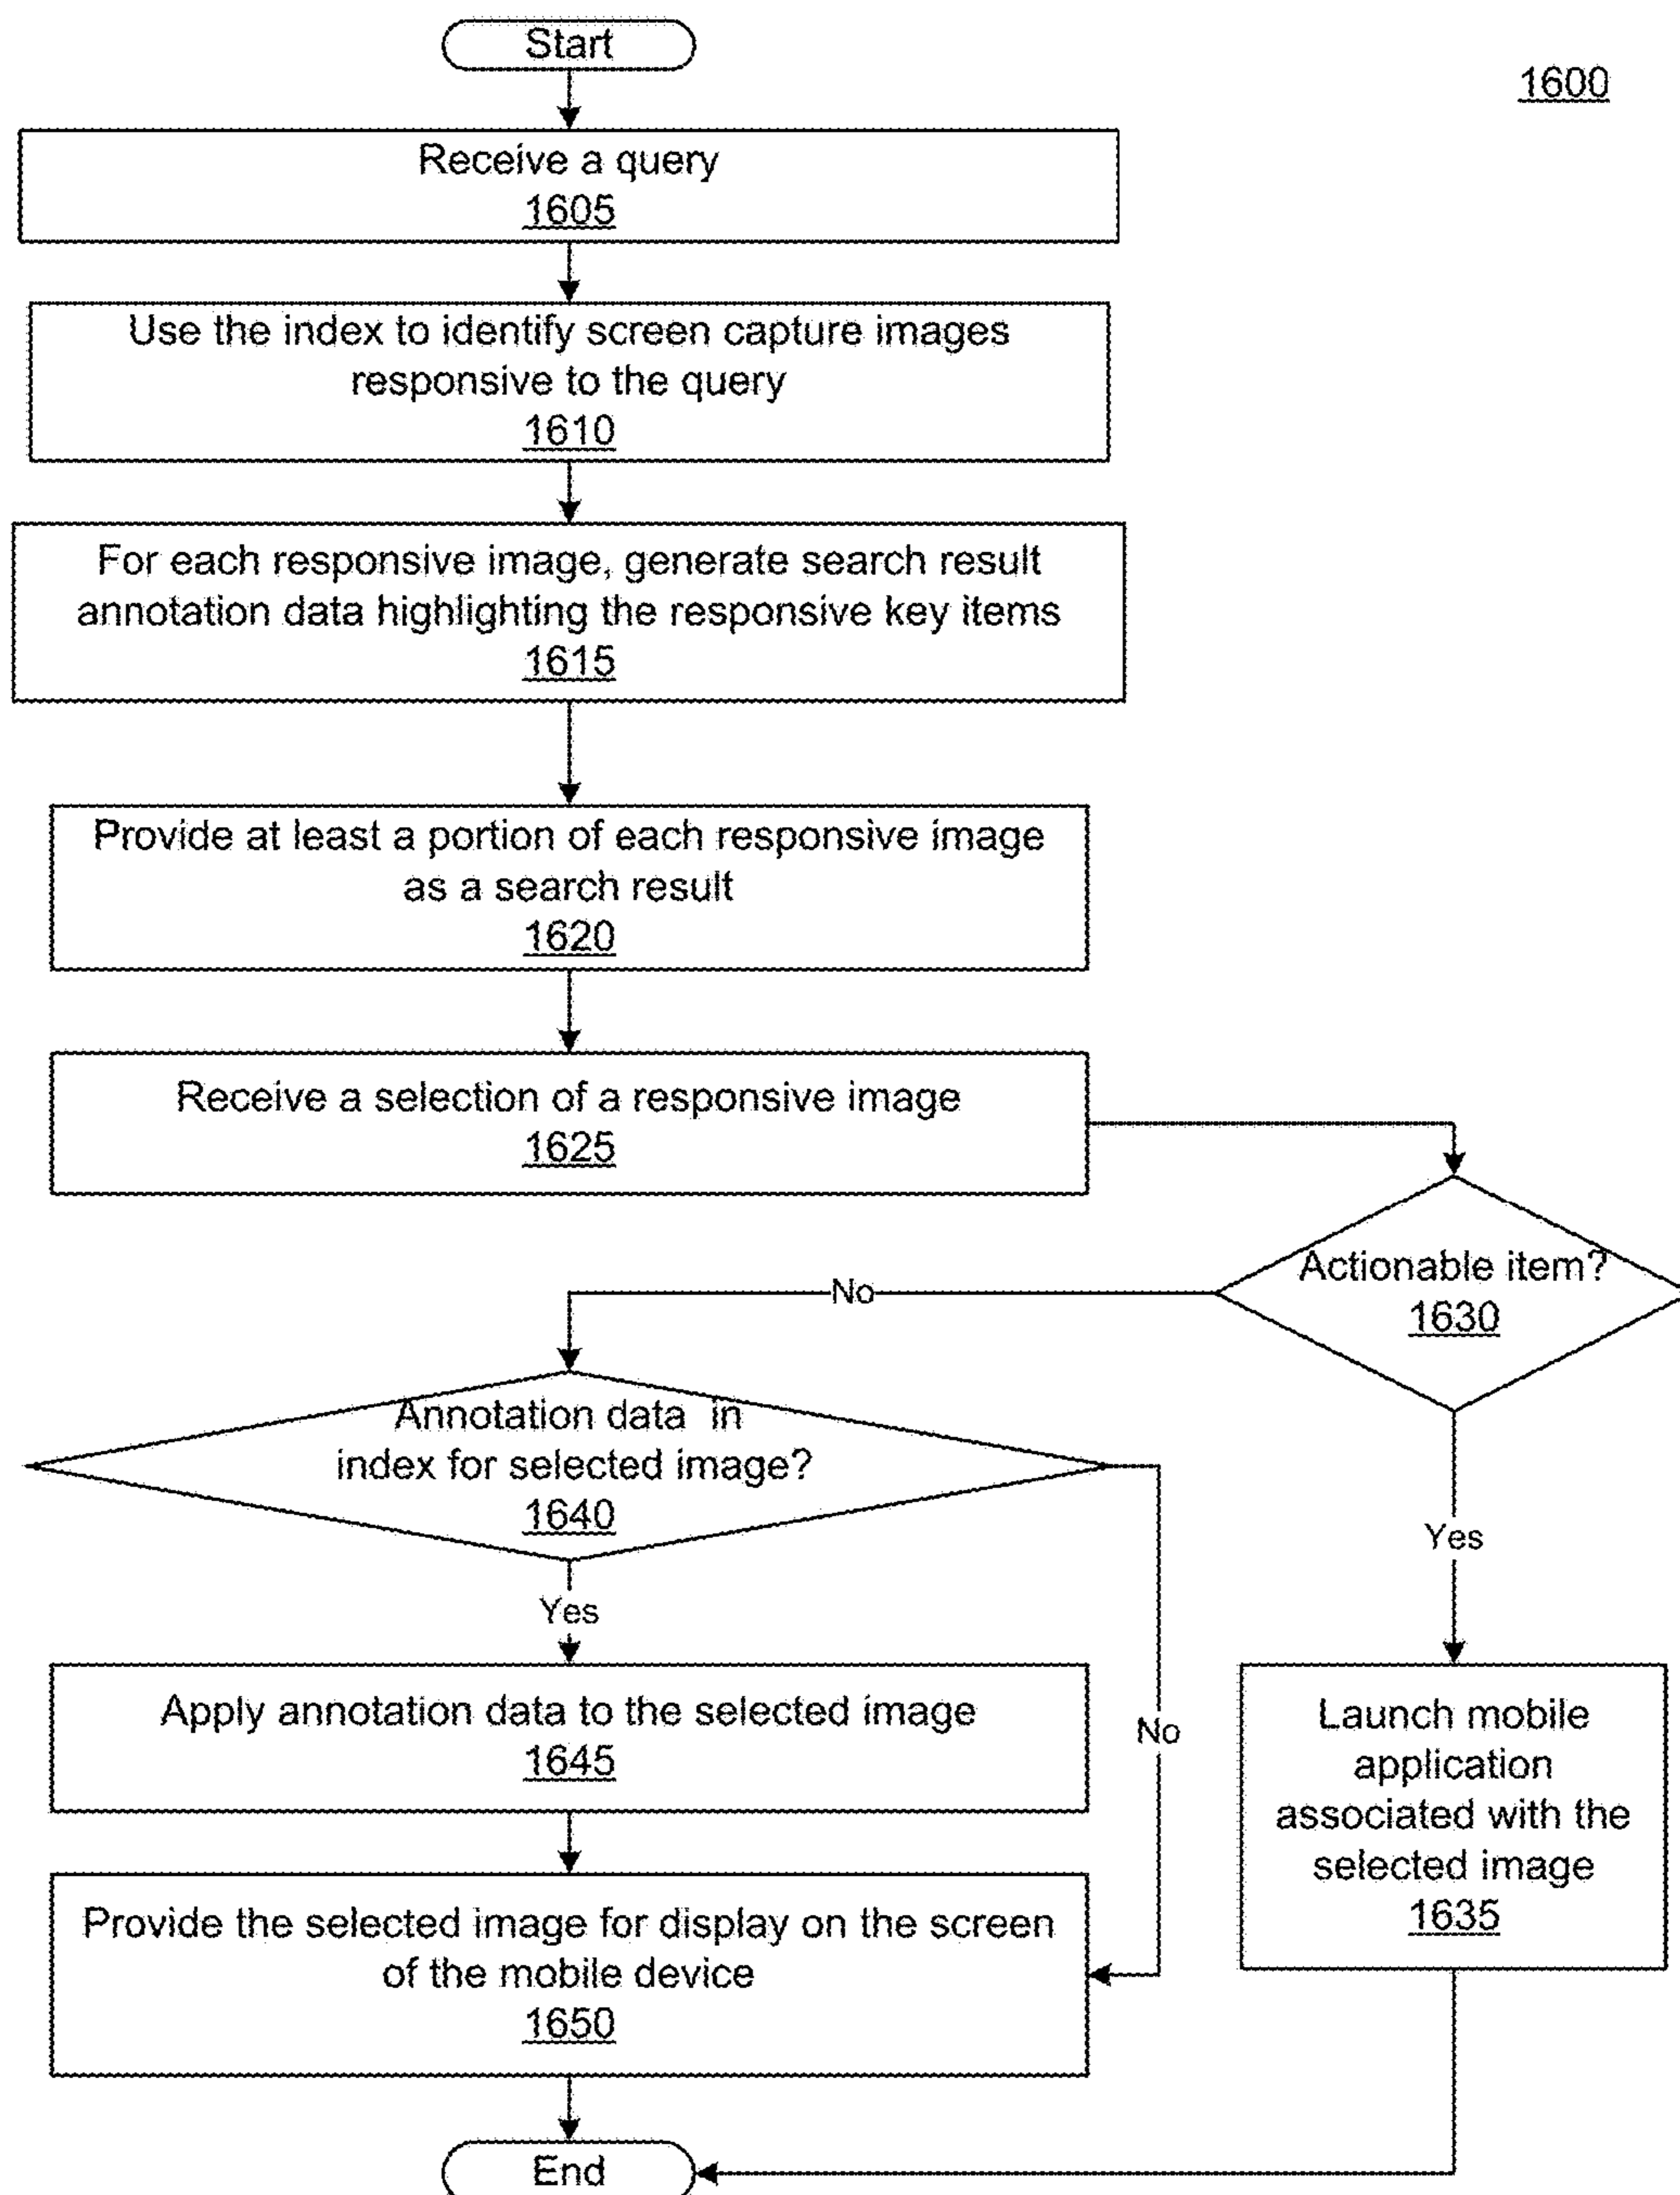 Start
1600
Receive a query
1605
Use the index to identify screen capture images
responsive to the query
1610
For each responsive image, generate search result
annotation data highlighting the responsive key items
1615
Provide at least a portion of each responsive image
as a search result
1620
Receive a selection of a responsive image
1625
Actionable item?
1630
No
Annotation data in
index for selected image?
1640
Yes
Yes
Apply annotation data to the selected image
1645
No
Launch mobile
application
associated with the
selected image
1635
Provide the selected image for display on the screen
of the mobile device
1650
End